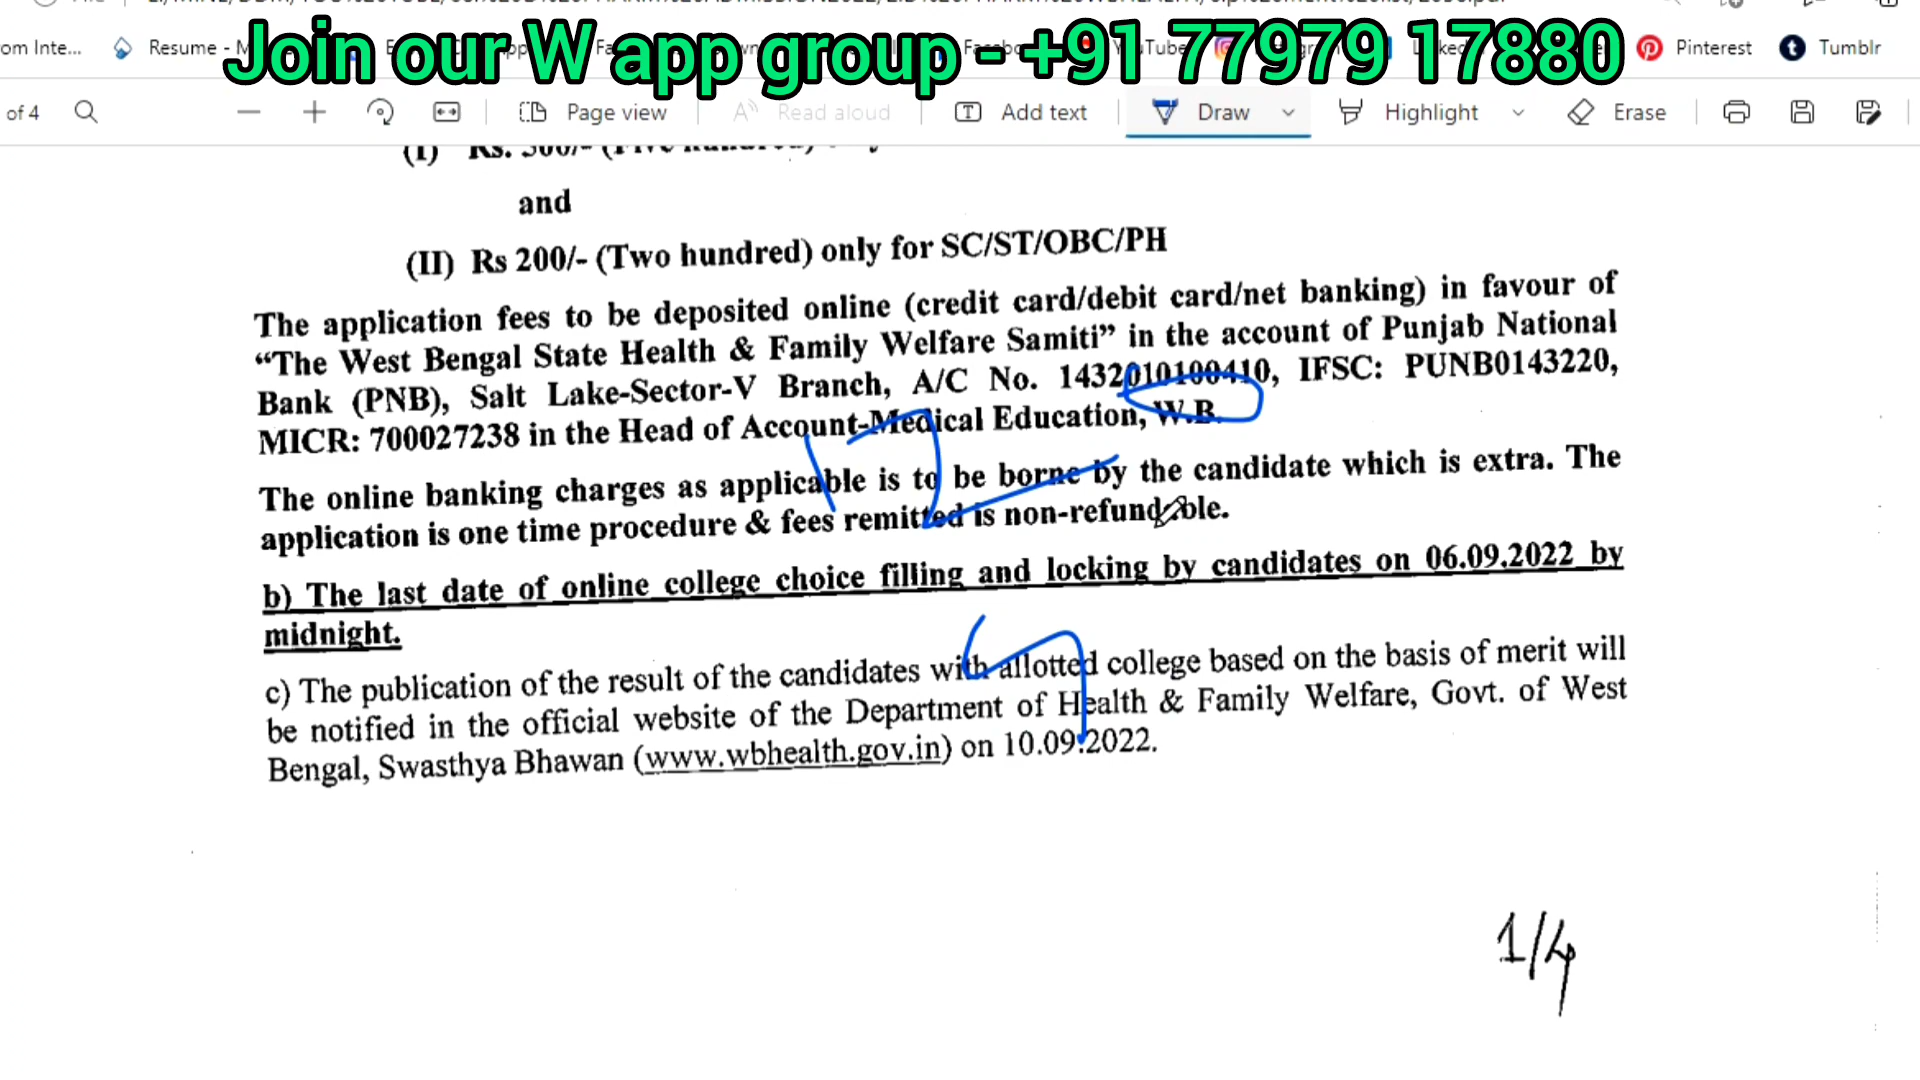 Join our W app group - +91 77979 17880
om Inte... Resume - M Pinterest Tumblr
of 4 Page view Read aloud Add text Draw Highlight Erase
(I) Rs. 500/- (Five hundred)
and
(II) Rs 200/- (Two hundred) only for SC/ST/OBC/PH
The application fees to be deposited online (credit card/debit card/net banking) in favour of
“The West Bengal State Health & Family Welfare Samiti” in the account of Punjab National
Bank (PNB), Salt Lake-Sector-V Branch, A/C No. 1432010100410, IFSC: PUNB0143220,
MICR: 700027238 in the Head of Account-Medical Education, W.B.
The online banking charges as applicable is to be borne by the candidate which is extra. The
application is one time procedure & fees remitted is non-refundable.
b) The last date of online college choice filling and locking by candidates on 06.09.2022 by
midnight.
c) The publication of the result of the candidates with allotted college based on the basis of merit will
be notified in the official website of the Department of Health & Family Welfare, Govt. of West
Bengal, Swasthya Bhawan (www.wbhealth.gov.in) on 10.09.2022.
1/4